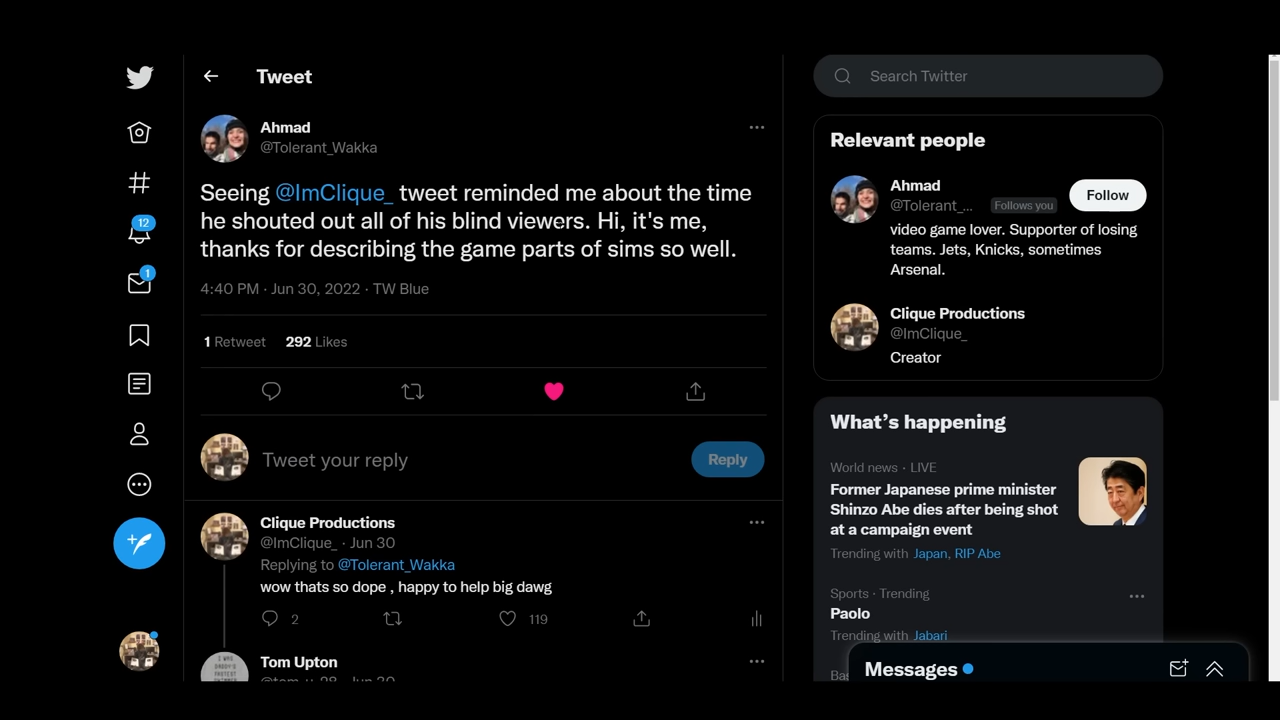 Tweet
Ahmad
@Tolerant_Wakka
Seeing @ImClique_ tweet reminded me about the time
he shouted out all of his blind viewers. Hi, it's me,
thanks for describing the game parts of sims so well.
4:40 PM · Jun 30, 2022 · TW Blue
1 Retweet 292 Likes
Tweet your reply
Reply
Clique Productions
@ImClique_ · Jun 30
Replying to @Tolerant_Wakka
wow thats so dope , happy to help big dawg
2
119
Tom Upton
12
1
Search Twitter
Relevant people
Ahmad
@Tolerant_... Follows you
Follow
video game lover. Supporter of losing
teams. Jets, Knicks, sometimes
Arsenal.
Clique Productions
@ImClique_
Creator
What's happening
World news · LIVE
Former Japanese prime minister
Shinzo Abe dies after being shot
at a campaign event
Trending with Japan, RIP Abe
Sports · Trending
Paolo
Trending with Jabari
Messages